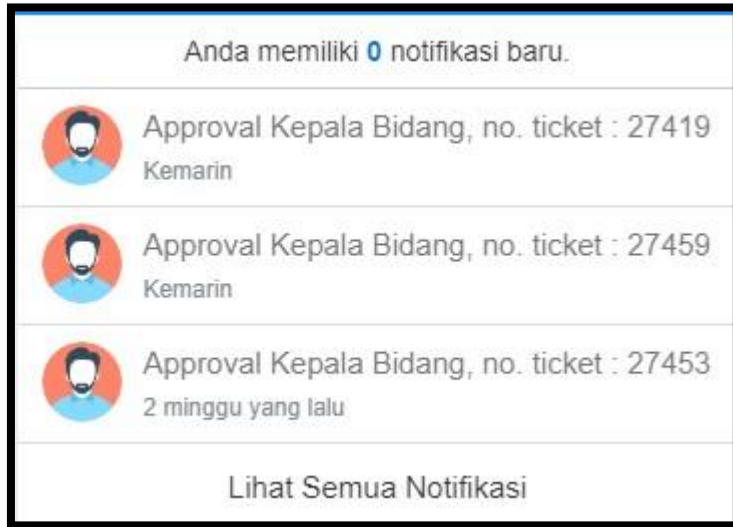 Anda memiliki 0 notifikasi baru.
Approval Kepala Bidang, no. ticket : 27419
Kemarin
Approval Kepala Bidang, no. ticket : 27459
Kemarin
Approval Kepala Bidang, no. ticket : 27453
2 minggu yang lalu
Lihat Semua Notifikasi